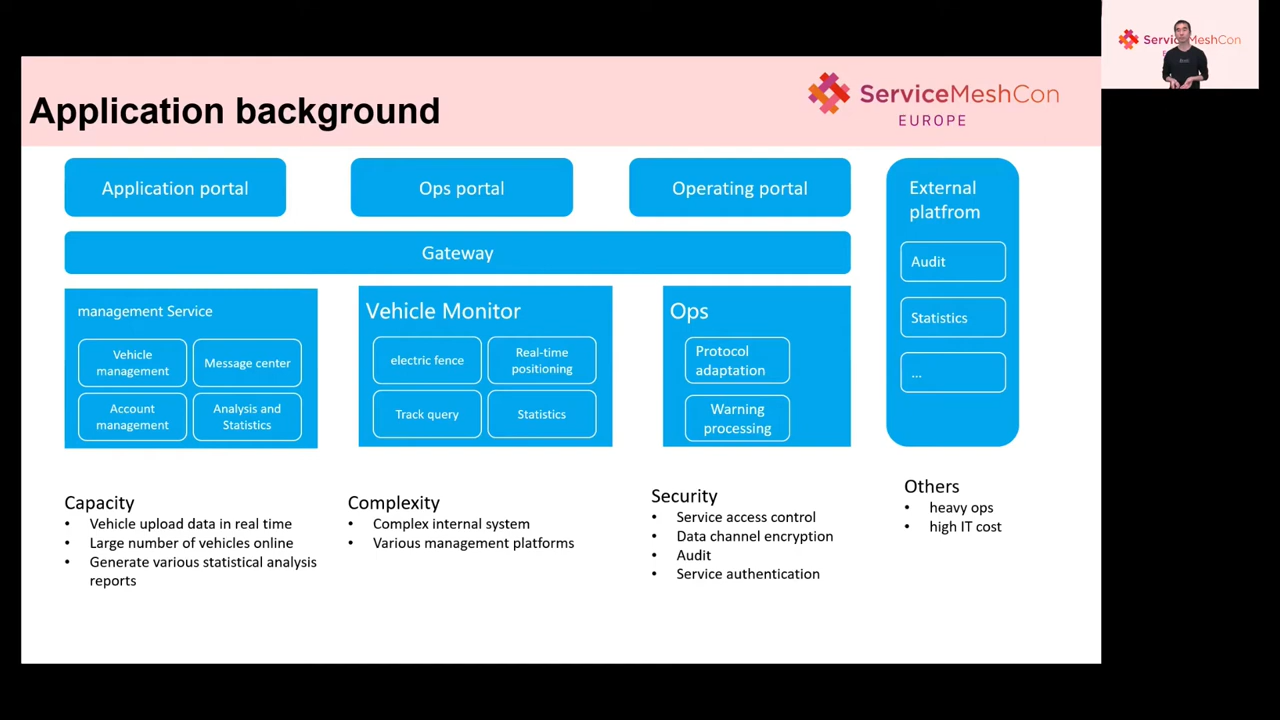 Application background
ServiceMeshCon
EUROPE
Application portal
Ops portal
Operating portal
Gateway
External
platfrom
Audit
Statistics
...
management Service
Vehicle
management
Message center
Account
management
Analysis and
Statistics
Vehicle Monitor
electric fence
Real-time
positioning
Track query
Statistics
Ops
Protocol
adaptation
Warning
processing
Capacity
• Vehicle upload data in real time
• Large number of vehicles online
• Generate various statistical analysis
reports
Complexity
• Complex internal system
• Various management platforms
Security
• Service access control
• Data channel encryption
• Audit
• Service authentication
Others
• heavy ops
• high IT cost